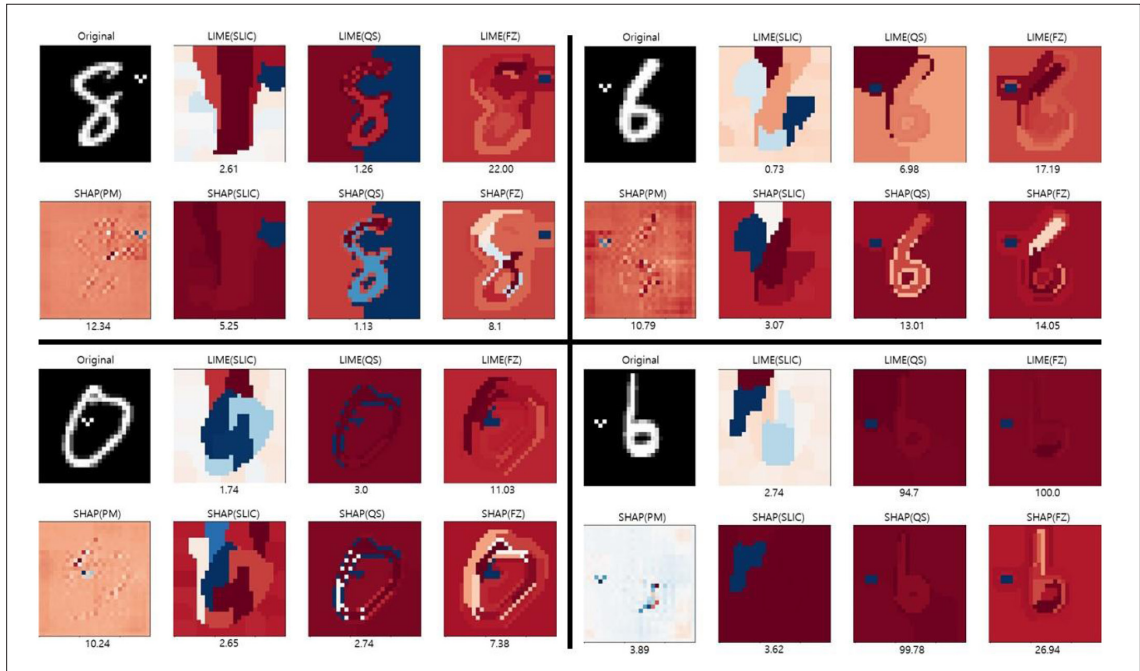 Original LIME(SLIC) LIME(QS) LIME(FZ)
2.61 1.26 22.00
SHAP(PM) SHAP(SLIC) SHAP(QS) SHAP(FZ)
12.34 5.25 1.13 8.1
Original LIME(SLIC) LIME(QS) LIME(FZ)
0.73 6.98 17.19
SHAP(PM) SHAP(SLIC) SHAP(QS) SHAP(FZ)
10.79 3.07 13.01 14.05
Original LIME(SLIC) LIME(QS) LIME(FZ)
1.74 3.0 11.03
SHAP(PM) SHAP(SLIC) SHAP(QS) SHAP(FZ)
10.24 2.65 2.74 7.38
Original LIME(SLIC) LIME(QS) LIME(FZ)
2.74 94.7 100.0
SHAP(PM) SHAP(SLIC) SHAP(QS) SHAP(FZ)
3.89 3.62 99.78 26.94